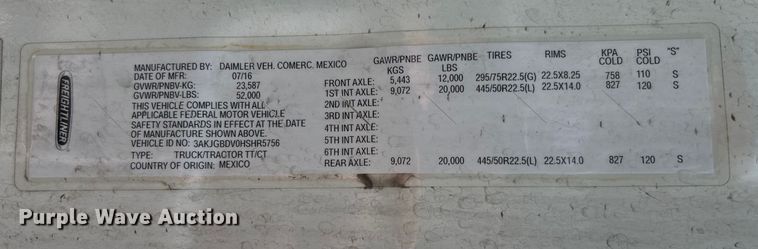 FREIGHTLINER
MANUFACTURED BY: DAIMLER VEH. COMERC. MEXICO
DATE OF MFR: 07/16
GVWR/PNBV-KG: 23,587
GVWR/PNBV-LBS: 52,000
THIS VEHICLE COMPLIES WITH ALL
APPLICABLE FEDERAL MOTOR VEHICLE
SAFETY STANDARDS IN EFFECT AT THE DATE
OF MANUFACTURE SHOWN ABOVE.
VEHICLE ID NO: 3AKJGBDV0HSHR5756
TYPE: TRUCK/TRACTOR TT/CT
COUNTRY OF ORIGIN: MEXICO
GAWR/PNBE KGS GAWR/PNBE LBS TIRES RIMS KPA COLD PSI COLD "S"
FRONT AXLE: 5,443 12,000 295/75R22.5(G) 22.5X8.25 758 110 S
1ST INT AXLE: 9,072 20,000 445/50R22.5(L) 22.5X14.0 827 120 S
2ND INT AXLE:
3RD INT AXLE:
4TH INT AXLE:
5TH INT AXLE:
6TH INT AXLE:
REAR AXLE: 9,072 20,000 445/50R22.5(L) 22.5X14.0 827 120 S
Purple Wave Auction